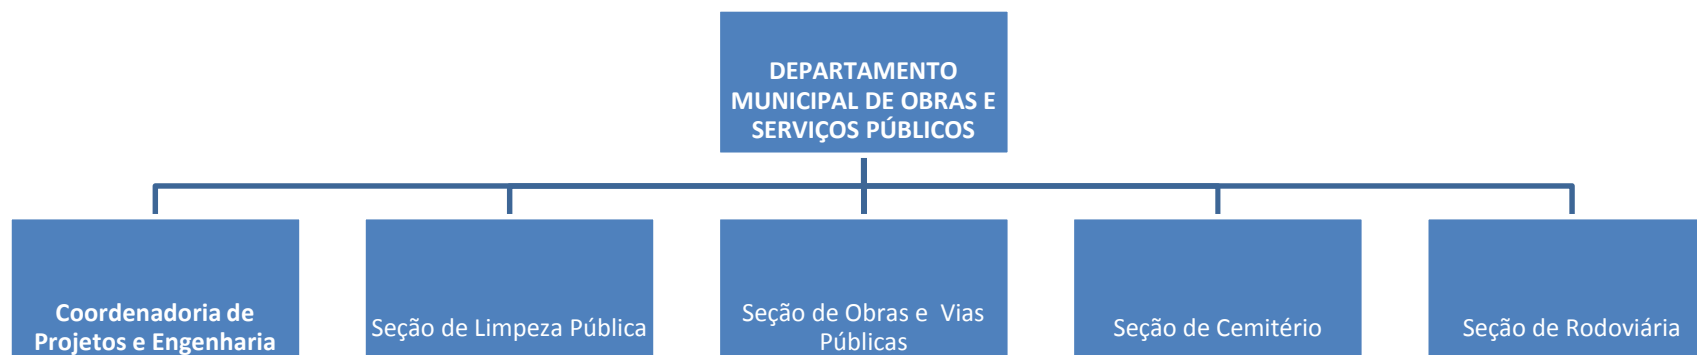 DEPARTAMENTO
MUNICIPAL DE OBRAS E
SERVIÇOS PÚBLICOS
Coordenadoria de
Projetos e Engenharia
Seção de Limpeza Pública
Seção de Obras e Vias
Públicas
Seção de Cemitério
Seção de Rodoviária